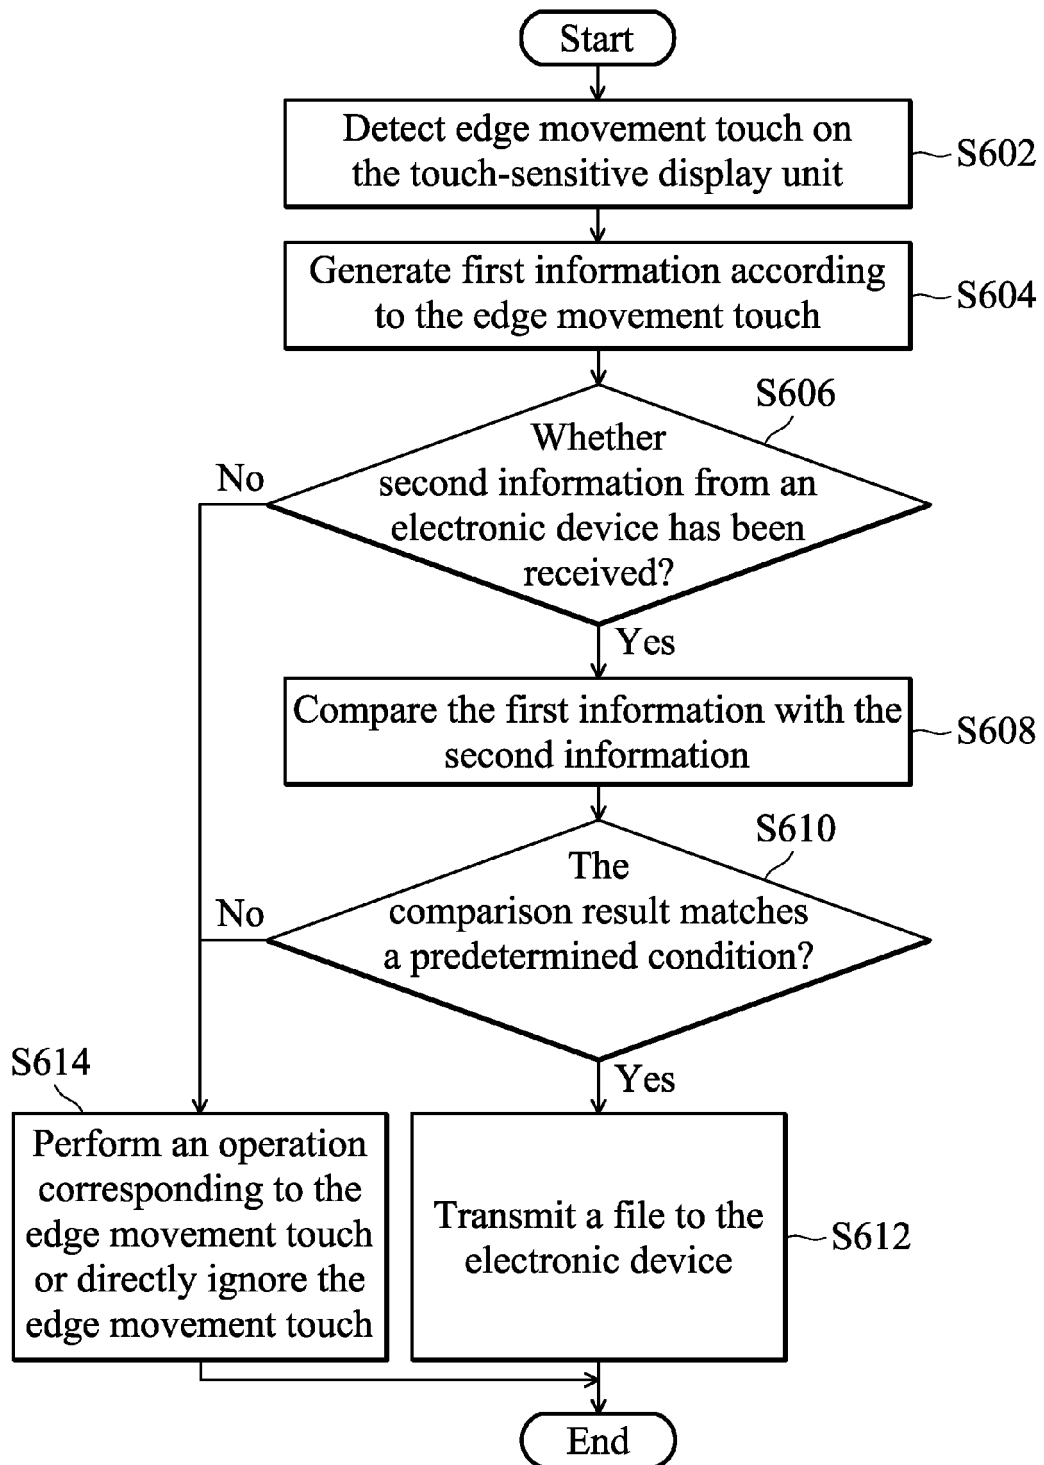 Start
Detect edge movement touch on
the touch-sensitive display unit
S602
Generate first information according
to the edge movement touch
S604
S606
Whether
second information from an
electronic device has been
received?
No
Yes
Compare the first information with the
second information
S608
S610
The
comparison result matches
a predetermined condition?
No
Yes
S614
Perform an operation
corresponding to the
edge movement touch
or directly ignore the
edge movement touch
Transmit a file to the
electronic device
S612
End